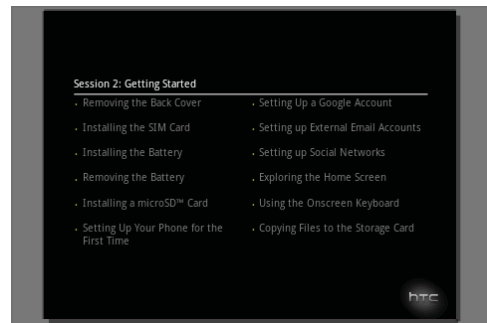 Session 2: Getting Started
• Removing the Back Cover
• Installing the SIM Card
• Installing the Battery
• Removing the Battery
• Installing a microSD™ Card
• Setting Up Your Phone for the
First Time
• Setting Up a Google Account
• Setting up External Email Accounts
• Setting up Social Networks
• Exploring the Home Screen
• Using the Onscreen Keyboard
• Copying Files to the Storage Card
hTC